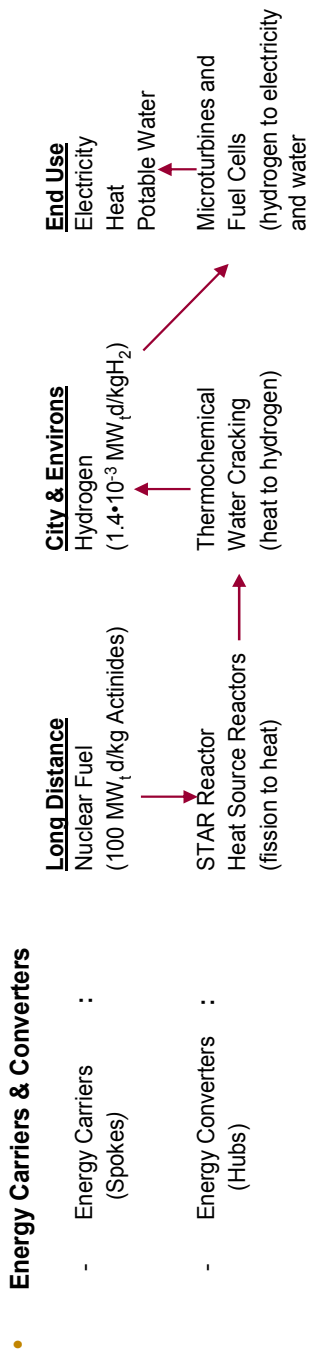 • Energy Carriers & Converters
Long Distance
City & Environs
End Use
- Energy Carriers :
(Spokes)
Nuclear Fuel
(100 MWt d/kg Actinides)
Hydrogen
(1.4•10-3 MWtd/kgH2)
Electricity
Heat
Potable Water
- Energy Converters :
(Hubs)
STAR Reactor
Heat Source Reactors
(fission to heat)
Thermochemical
Water Cracking
(heat to hydrogen)
Microturbines and
Fuel Cells
(hydrogen to electricity
and water